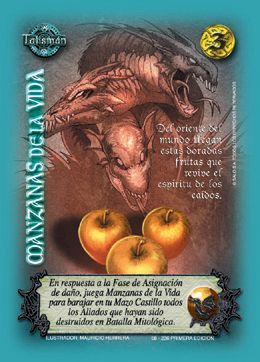 Talismán
3
MANZANAS DE LA VIDA
Del oriente del
mundo llegan
estas doradas
frutas que
revive el
espíritu de los
caídos.
En respuesta a la Fase de Asignación
de daño, juega Manzanas de la Vida
para barajar en tu Mazo Castillo todos
los Aliados que hayan sido
destruidos en Batalla Mitológica.
ILUSTRADOR: MAURICIO HERRERA
PRIMERA EDICION